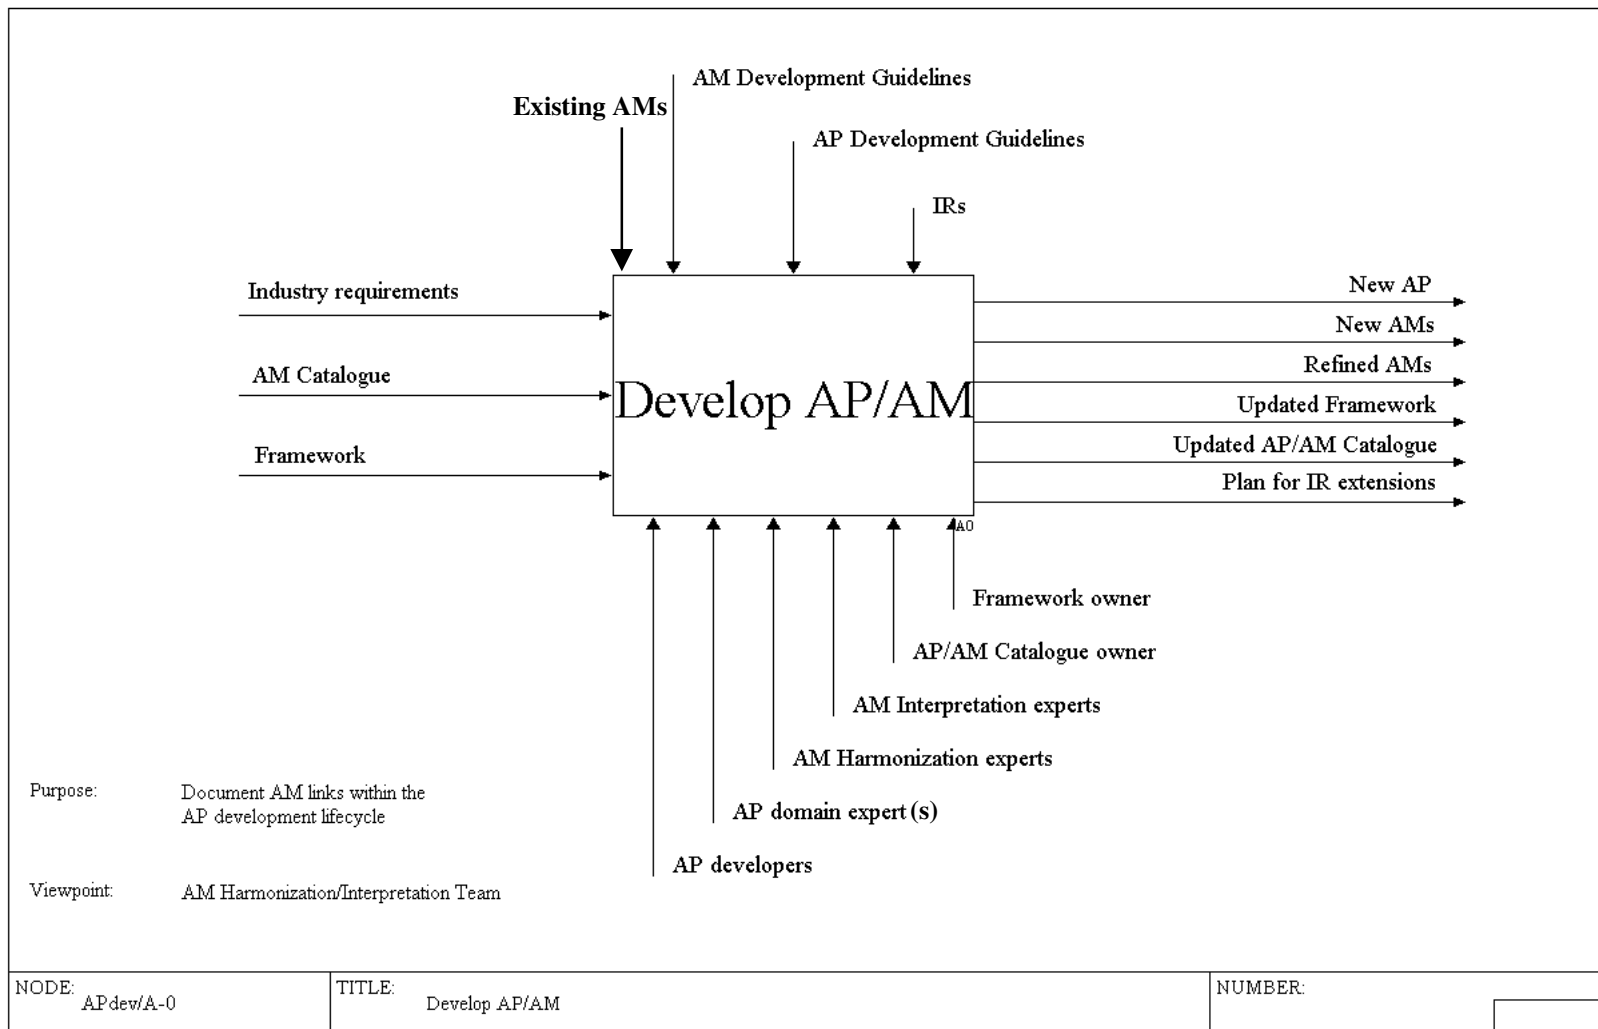 AM Development Guidelines
Existing AMs
AP Development Guidelines
IRs
Industry requirements
AM Catalogue
Framework
Develop AP/AM
A0
New AP
New AMs
Refined AMs
Updated Framework
Updated AP/AM Catalogue
Plan for IR extensions
Framework owner
AP/AM Catalogue owner
AM Interpretation experts
AM Harmonization experts
AP domain expert(s)
AP developers
Purpose: Document AM links within the
AP development lifecycle
Viewpoint: AM Harmonization/Interpretation Team
NODE: APdev/A-0
TITLE: Develop AP/AM
NUMBER: